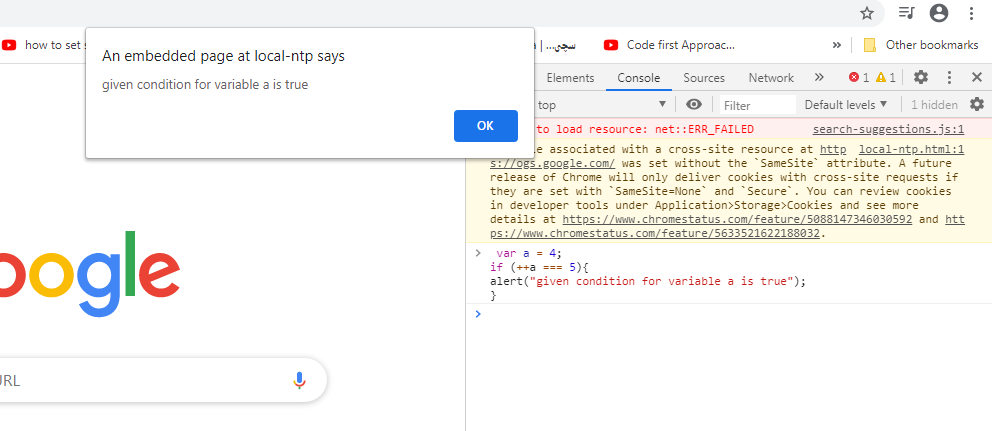 how to set
سچی... | a
Code first Approac...
»
Other bookmarks
An embedded page at local-ntp says
given condition for variable a is true
OK
Elements Console Sources Network » 1 1
top Filter Default levels ▼ 1 hidden
to load resource: net::ERR_FAILED search-suggestions.js:1
associated with a cross-site resource at http local-ntp.html:1
s://ogs.google.com/ was set without the `SameSite` attribute. A future
release of Chrome will only deliver cookies with cross-site requests if
they are set with `SameSite=None` and `Secure`. You can review cookies
in developer tools under Application>Storage>Cookies and see more
details at https://www.chromestatus.com/feature/5088147346030592 and htt
ps://www.chromestatus.com/feature/5633521622188032.
> var a = 4;
if (++a === 5){
alert("given condition for variable a is true");
}
>
oogle
URL